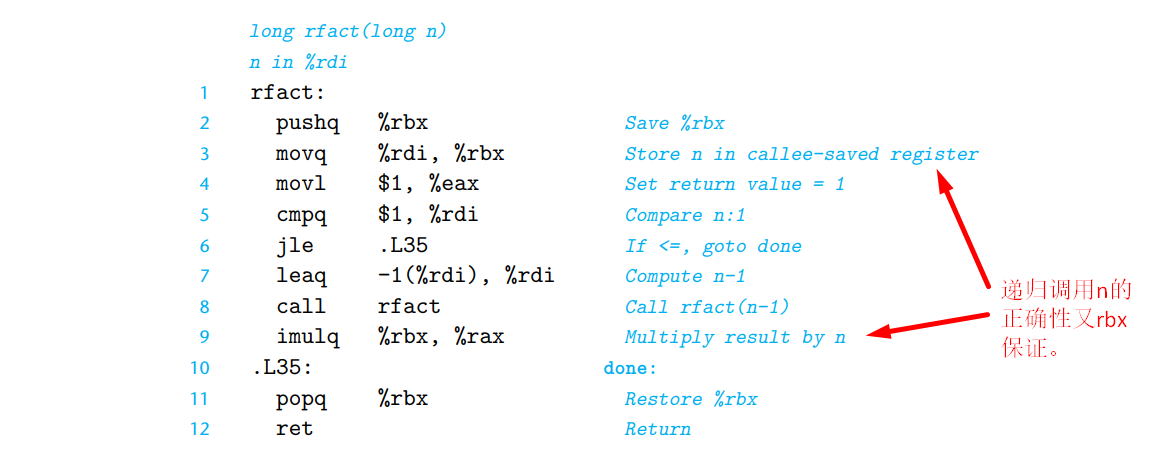 long rfact(long n)
n in %rdi
1 rfact:
2 pushq %rbx Save %rbx
3 movq %rdi, %rbx Store n in callee-saved register
4 movl $1, %eax Set return value = 1
5 cmpq $1, %rdi Compare n:1
6 jle .L35 If <=, goto done
7 leaq -1(%rdi), %rdi Compute n-1
8 call rfact Call rfact(n-1)
9 imulq %rbx, %rax Multiply result by n
10 .L35: done:
11 popq %rbx Restore %rbx
12 ret Return
递归调用n的
正确性又rbx
保证。